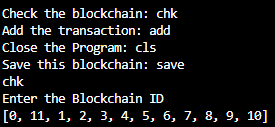 Check the blockchain: chk
Add the transaction: add
Close the Program: cls
Save this blockchain: save
chk
Enter the Blockchain ID
[0, 11, 1, 2, 3, 4, 5, 6, 7, 8, 9, 10]